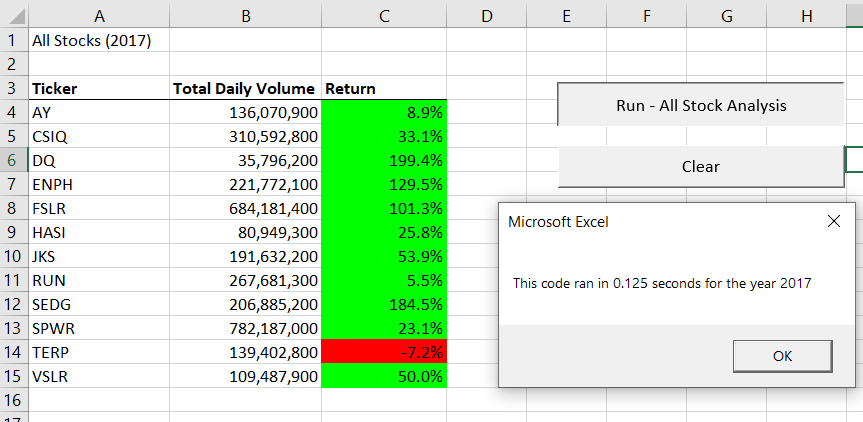 A B C D E F G H
1 All Stocks (2017)
2
3 Ticker Total Daily Volume Return
4 AY 136,070,900 8.9%
5 CSIQ 310,592,800 33.1%
6 DQ 35,796,200 199.4%
7 ENPH 221,772,100 129.5%
8 FSLR 684,181,400 101.3%
9 HASI 80,949,300 25.8%
10 JKS 191,632,200 53.9%
11 RUN 267,681,300 5.5%
12 SEDG 206,885,200 184.5%
13 SPWR 782,187,000 23.1%
14 TERP 139,402,800 -7.2%
15 VSLR 109,487,900 50.0%
16
17
Run - All Stock Analysis
Clear
Microsoft Excel
This code ran in 0.125 seconds for the year 2017
OK